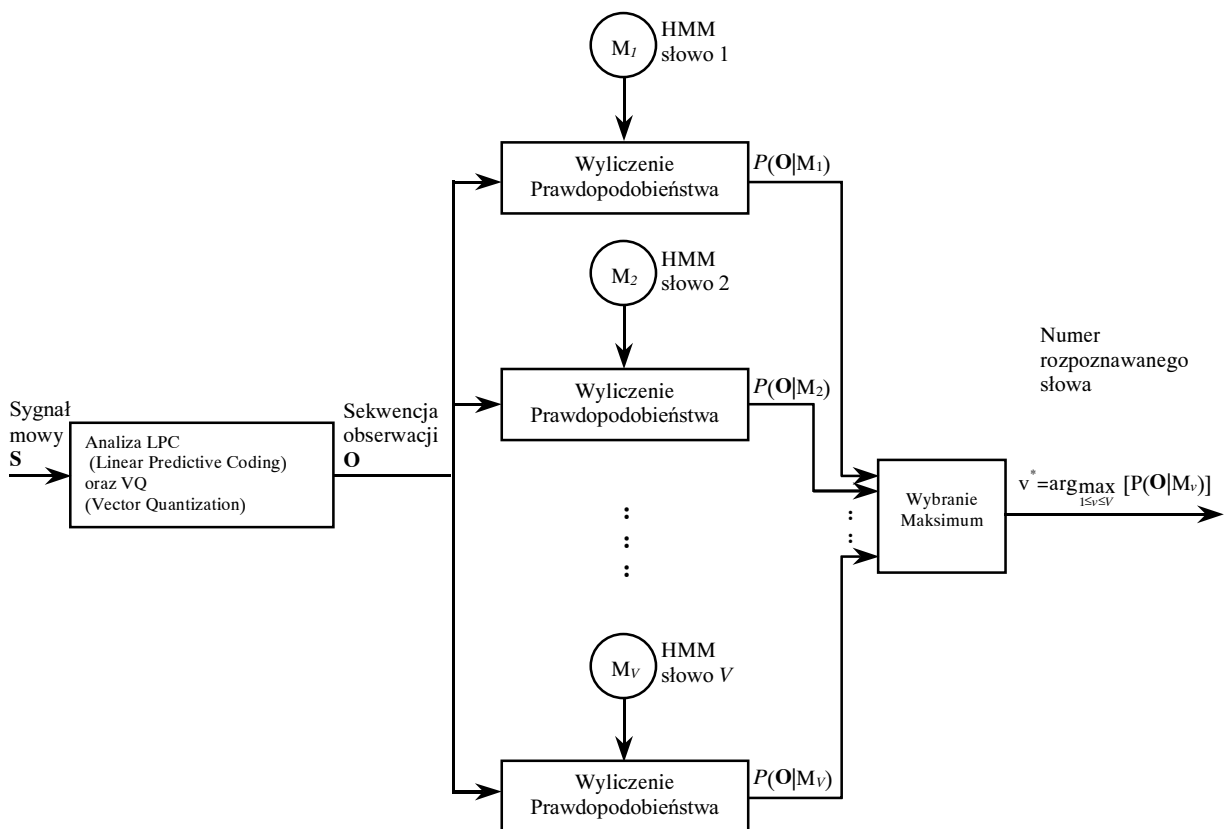 M1
HMM
słowo 1
Wyliczenie
Prawdopodobieństwa
P(O|M1)
M2
HMM
słowo 2
Wyliczenie
Prawdopodobieństwa
P(O|M2)
Numer
rozpoznawanego
słowa
Sygnał
mowy
S
Analiza LPC
(Linear Predictive Coding)
oraz VQ
(Vector Quantization)
Sekwencja
obserwacji
O
Wybranie
Maksimum
v*=arg max [P(O|Mv)]
1≤v≤V
MV
HMM
słowo V
Wyliczenie
Prawdopodobieństwa
P(O|MV)